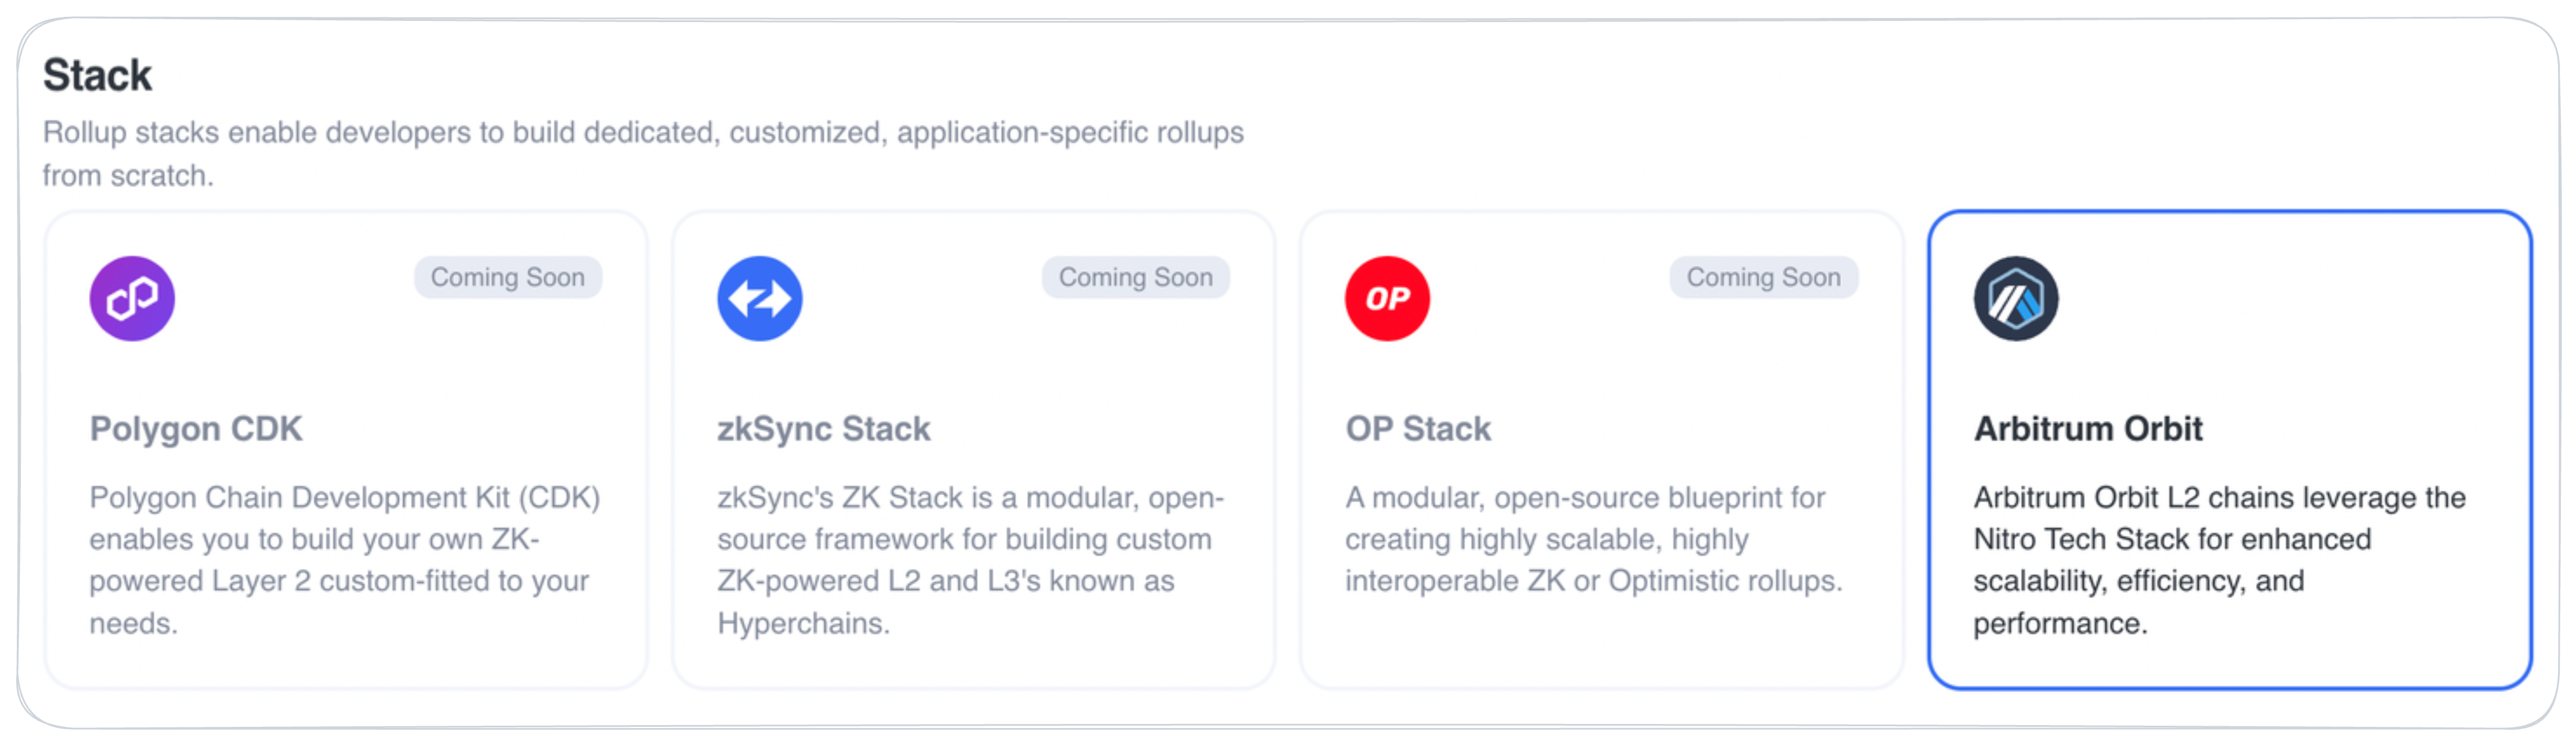 Stack
Rollup stacks enable developers to build dedicated, customized, application-specific rollups
from scratch.
Coming Soon
Polygon CDK
Polygon Chain Development Kit (CDK)
enables you to build your own ZK-
powered Layer 2 custom-fitted to your
needs.
Coming Soon
zkSync Stack
zkSync's ZK Stack is a modular, open-
source framework for building custom
ZK-powered L2 and L3's known as
Hyperchains.
OP
Coming Soon
OP Stack
A modular, open-source blueprint for
creating highly scalable, highly
interoperable ZK or Optimistic rollups.
Arbitrum Orbit
Arbitrum Orbit L2 chains leverage the
Nitro Tech Stack for enhanced
scalability, efficiency, and
performance.